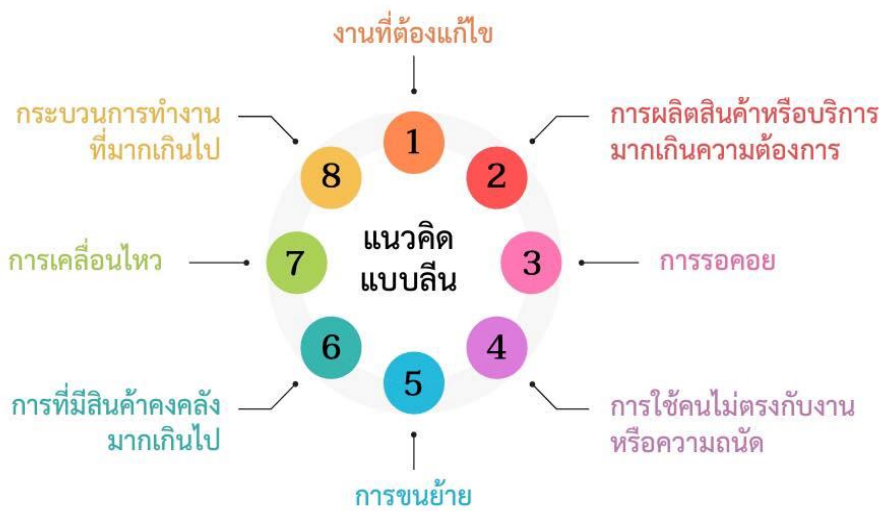 งานที่ต้องแก้ไข
1
การผลิตสินค้าหรือบริการ
มากเกินความต้องการ
2
การรอคอย
3
การใช้คนไม่ตรงกับงาน
หรือความถนัด
4
การขนย้าย
5
การที่มีสินค้าคงคลัง
มากเกินไป
6
การเคลื่อนไหว
7
กระบวนการทำงาน
ที่มากเกินไป
8
แนวคิด
แบบลีน